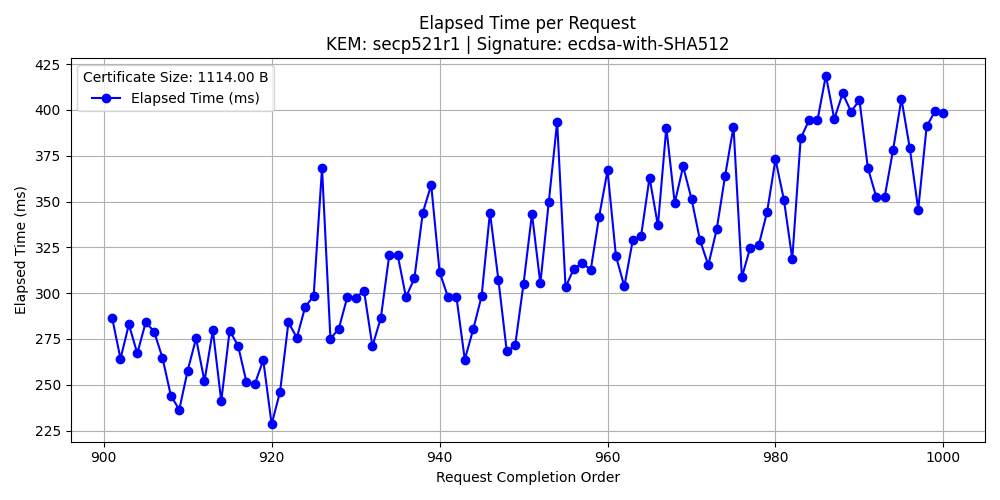 Elapsed Time per Request
KEM: secp521r1 | Signature: ecdsa-with-SHA512
Certificate Size: 1114.00 B
Elapsed Time (ms)
Elapsed Time (ms)
425
400
375
350
325
300
275
250
225
900 920 940 960 980 1000
Request Completion Order